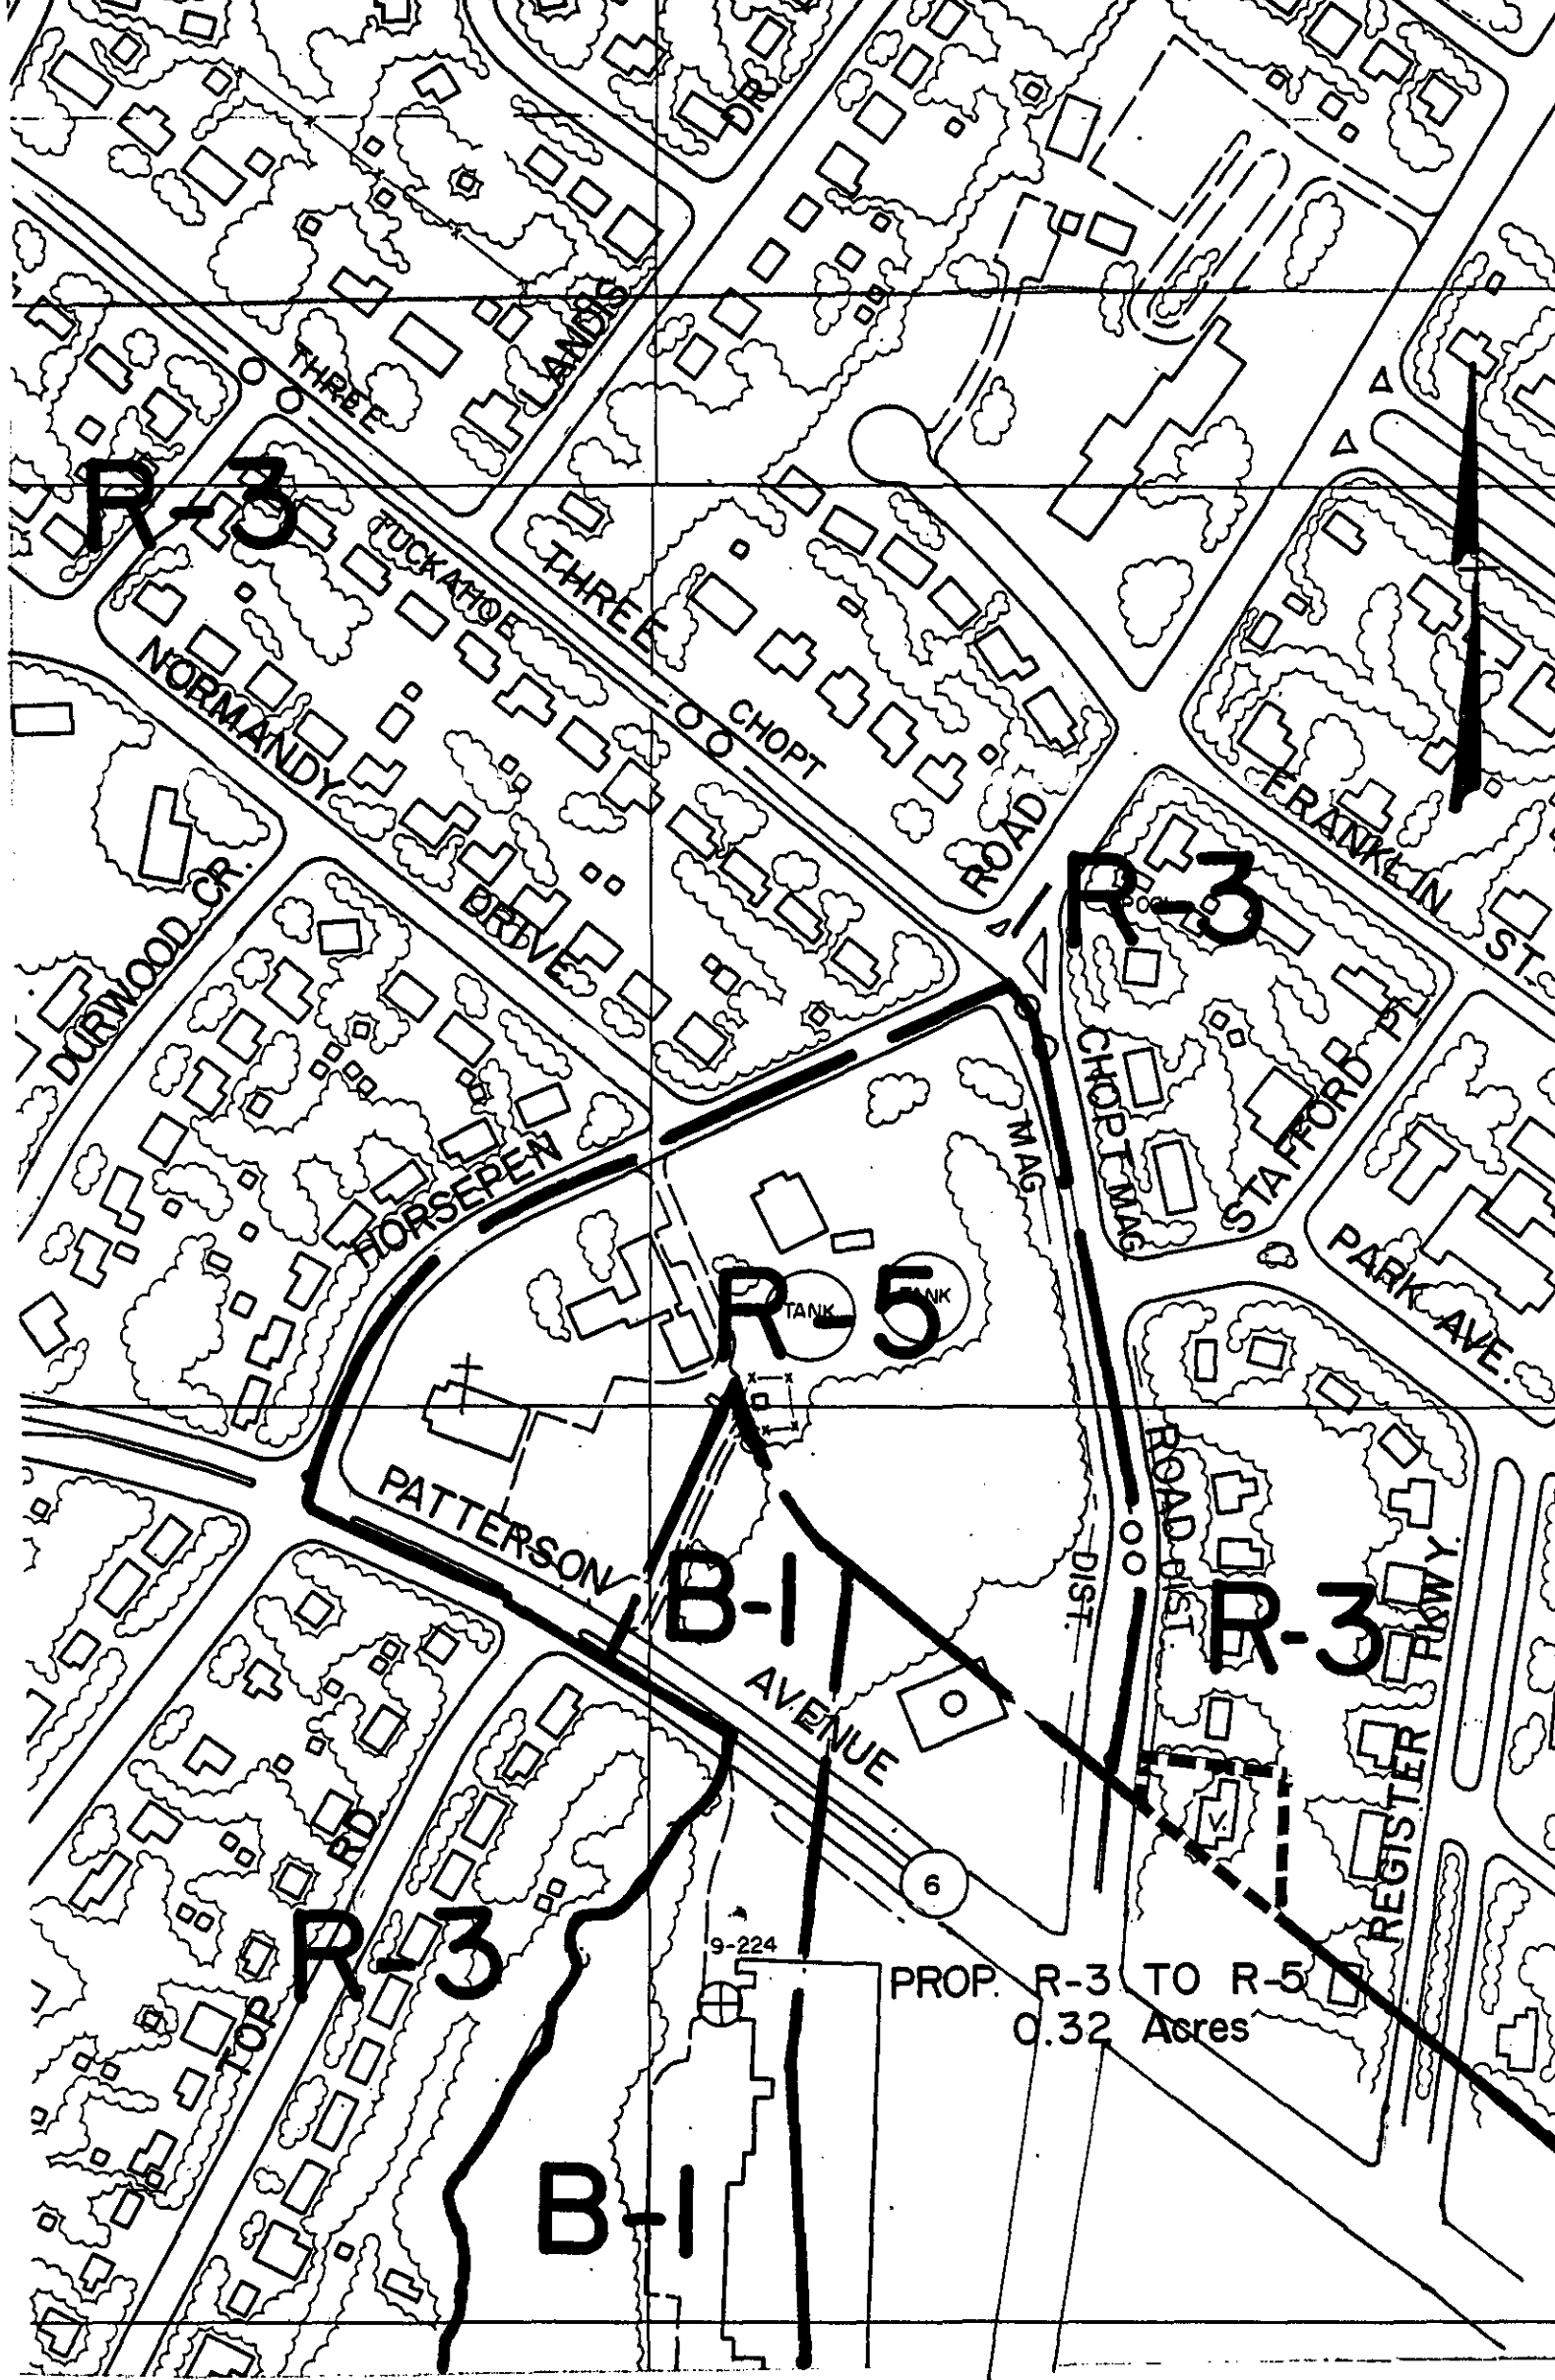 DR.
LANDIS
THREE
R-3
TUCKAHOE
THREE
CHOPT
ROAD
NORMANDY
DRIVE
FRANKLIN
ST.
R-3
POOL
DURWOOD CR.
STAFFORD PL
CHOPT
MAG
MAG
HORSEPEN
PARK AVE.
R-5
TANK
TANK
PATTERSON
AVENUE
ROAD
DIST.
DIST.
B-1
R-3
REGISTER PKWY.
V.
6
TOP RD.
R-3
9-224
PROP. R-3 TO R-5
0.32 Acres
B-1